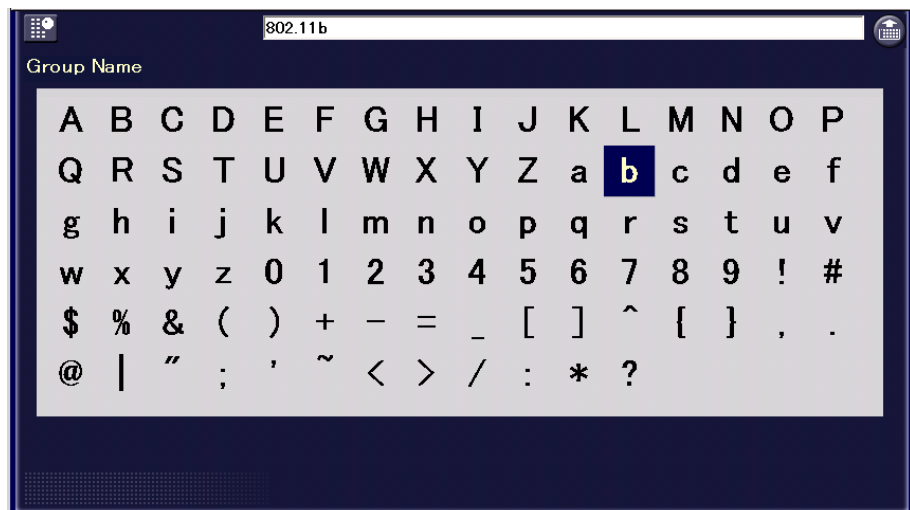 802.11b
Group Name
A B C D E F G H I J K L M N O P
Q R S T U V W X Y Z a b c d e f
g h i j k l m n o p q r s t u v
w x y z 0 1 2 3 4 5 6 7 8 9 ! #
$ % & ( ) + − = _ [ ] ^ { } , .
@ | ″ ; ' ~ < > / : * ?